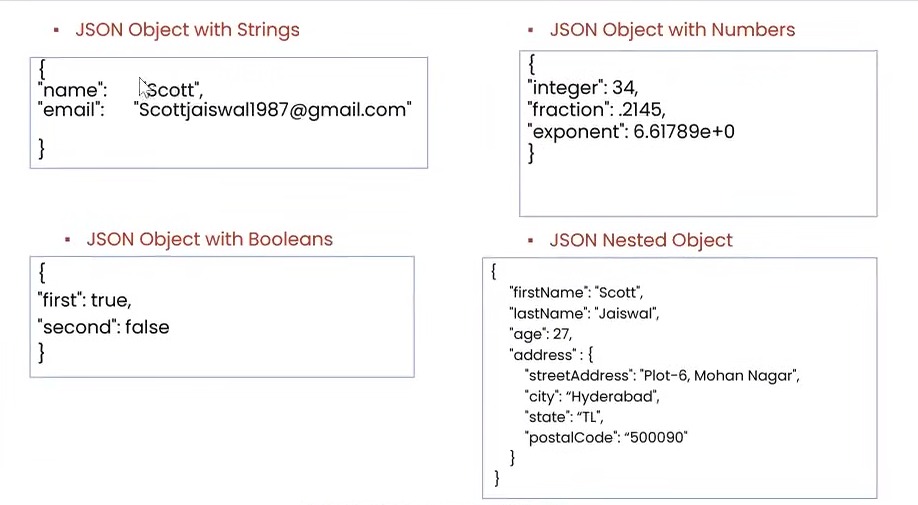 ▪ JSON Object with Strings
{
"name": "Scott",
"email": "Scottjaiswal1987@gmail.com"
}
▪ JSON Object with Numbers
{
"integer": 34,
"fraction": .2145,
"exponent": 6.61789e+0
}
▪ JSON Object with Booleans
{
"first": true,
"second": false
}
▪ JSON Nested Object
{
"firstName": "Scott",
"lastName": "Jaiswal",
"age": 27,
"address" : {
"streetAddress": "Plot-6, Mohan Nagar",
"city": “Hyderabad",
"state": “TL",
"postalCode": “500090"
}
}